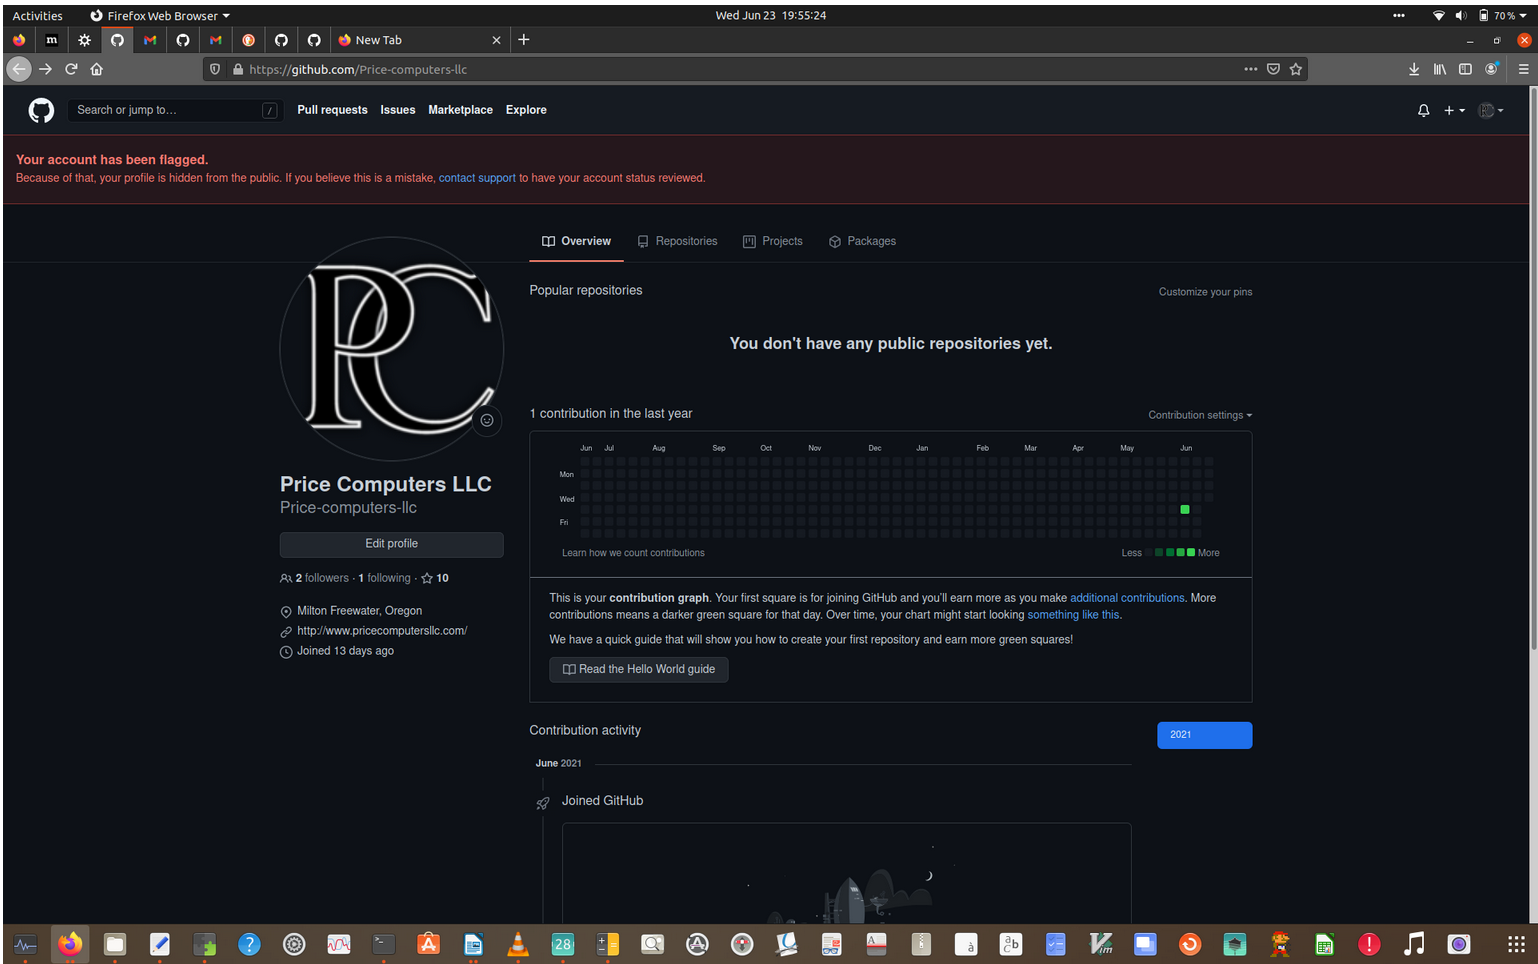 Activities
Firefox Web Browser
Wed Jun 23 19:55:24
70 %
m
New Tab
https://github.com/Price-computers-llc
Search or jump to…
/
Pull requests
Issues
Marketplace
Explore
Your account has been flagged.
Because of that, your profile is hidden from the public. If you believe this is a mistake, contact support to have your account status reviewed.
Overview
Repositories
Projects
Packages
PC
Popular repositories
Customize your pins
You don't have any public repositories yet.
1 contribution in the last year
Contribution settings
Jun Jul Aug Sep Oct Nov Dec Jan Feb Mar Apr May Jun
Mon
Wed
Fri
Learn how we count contributions
Less
More
Price Computers LLC
Price-computers-llc
Edit profile
2 followers · 1 following · 10
Milton Freewater, Oregon
http://www.pricecomputersllc.com/
Joined 13 days ago
This is your contribution graph. Your first square is for joining GitHub and you'll earn more as you make additional contributions. More
contributions means a darker green square for that day. Over time, your chart might start looking something like this.
We have a quick guide that will show you how to create your first repository and earn more green squares!
Read the Hello World guide
Contribution activity
2021
June 2021
Joined GitHub
28